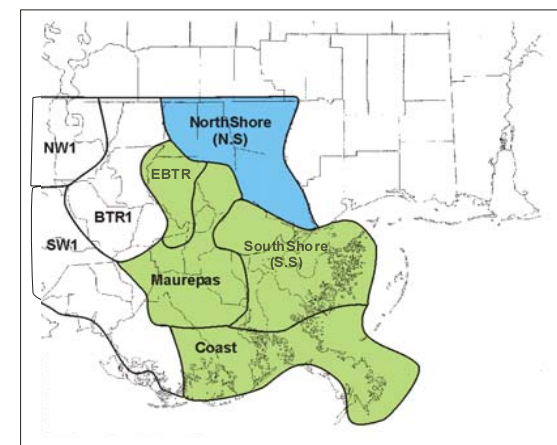 NorthShore
(N.S)
NW1
EBTR
BTR1
SW1
SouthShore
(S.S)
Maurepas
Coast